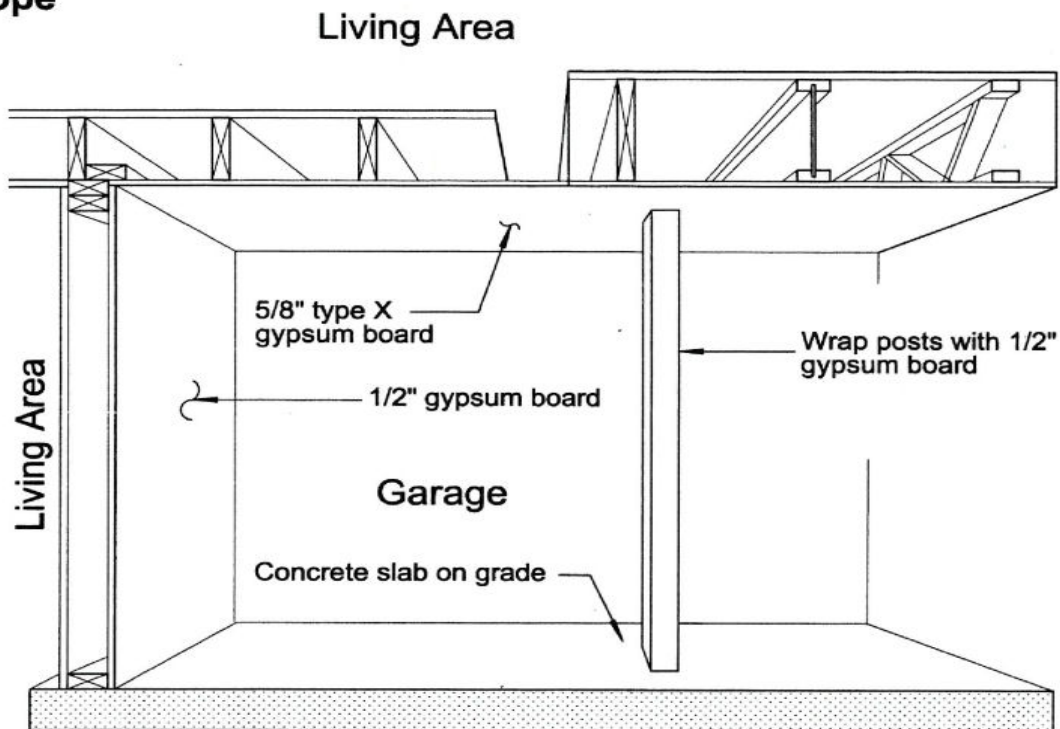 Living Area
5/8" type X
gypsum board
Wrap posts with 1/2"
gypsum board
1/2" gypsum board
Living Area
Garage
Concrete slab on grade